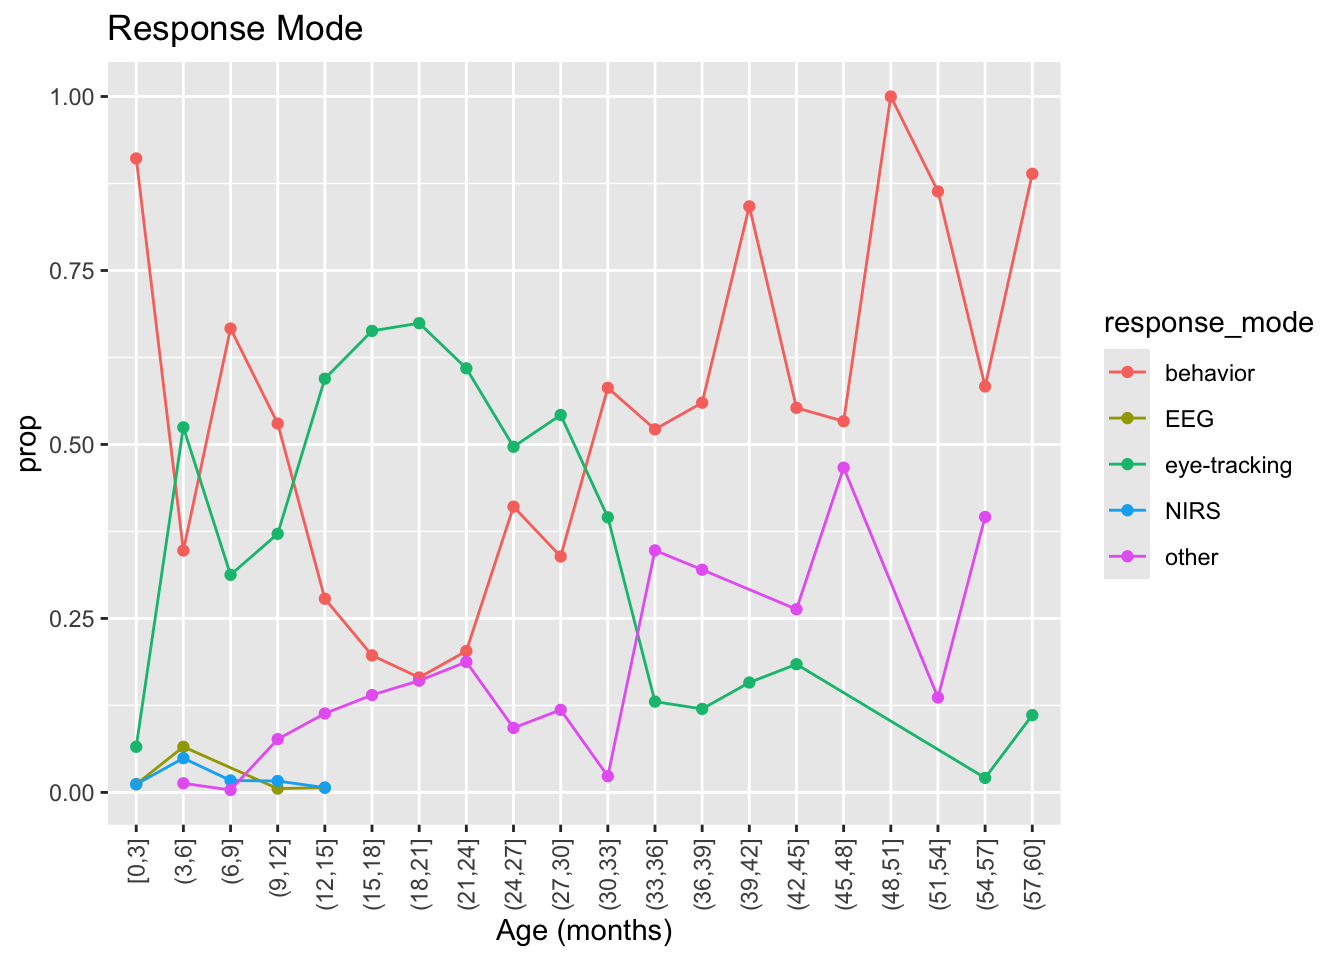 Response Mode
1.00
0.75
0.50
0.25
0.00
prop
[0,3]
(3,6]
(6,9]
(9,12]
(12,15]
(15,18]
(18,21]
(21,24]
(24,27]
(27,30]
(30,33]
(33,36]
(36,39]
(39,42]
(42,45]
(45,48]
(48,51]
(51,54]
(54,57]
(57,60]
Age (months)
response_mode
behavior
EEG
eye-tracking
NIRS
other